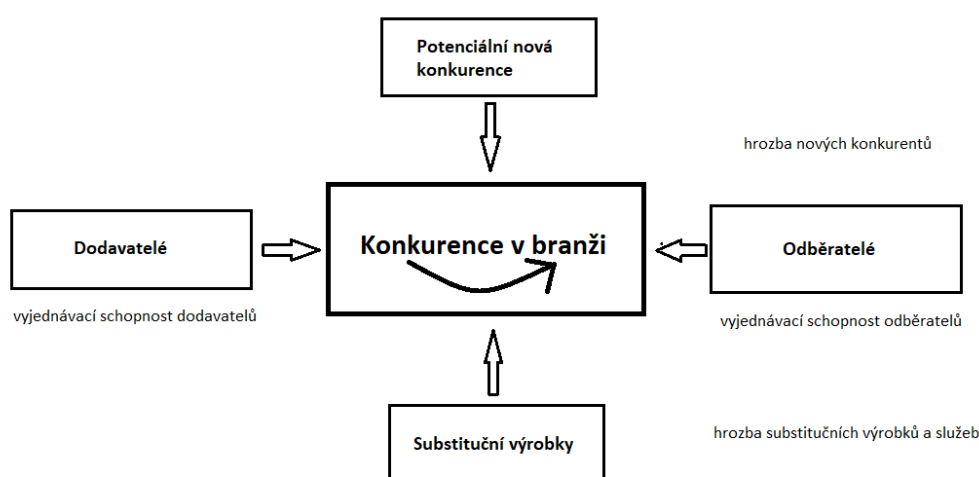 Potenciální nová
konkurence
hrozba nových konkurentů
Dodavatelé
Konkurence v branži
Odběratelé
vyjednávací schopnost dodavatelů
vyjednávací schopnost odběratelů
Substituční výrobky
hrozba substitučních výrobků a služeb